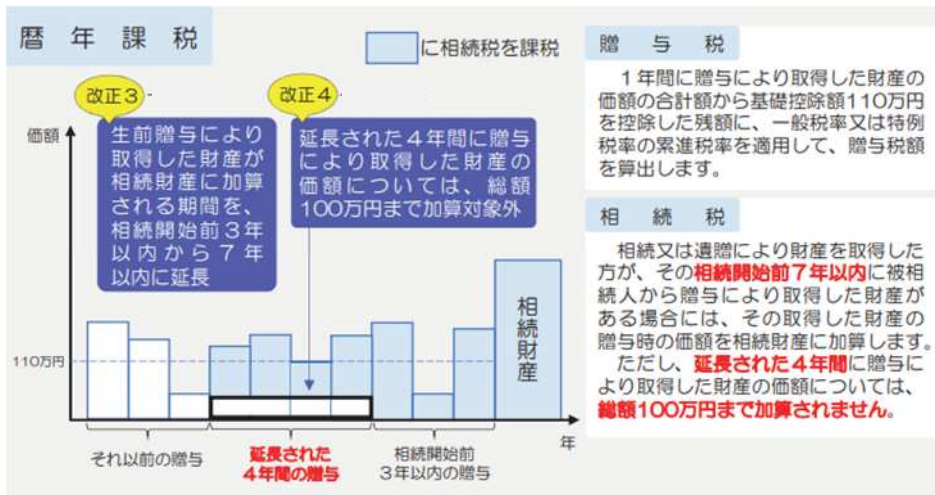 暦年課税
に相続税を課税
改正3
改正4
価額
生前贈与により
取得した財産が
相続財産に加算
される期間を、
相続開始前3年
以内から7年
以内に延長
延長された4年間に贈与
により取得した財産の
価額については、総額
100万円まで加算対象外
相続財産
110万円
年
それ以前の贈与
延長された
4年間の贈与
相続開始前
3年以内の贈与
贈与税
1年間に贈与により取得した財産の
価額の合計額から基礎控除額110万円
を控除した残額に、一般税率又は特例
税率の累進税率を適用して、贈与税額
を算出します。
相続税
相続又は遺贈により財産を取得した
方が、その相続開始前7年以内に被相
続人から贈与により取得した財産が
ある場合には、その取得した財産の
贈与時の価額を相続財産に加算します。
ただし、延長された4年間に贈与に
より取得した財産の価額については、
総額100万円まで加算されません。